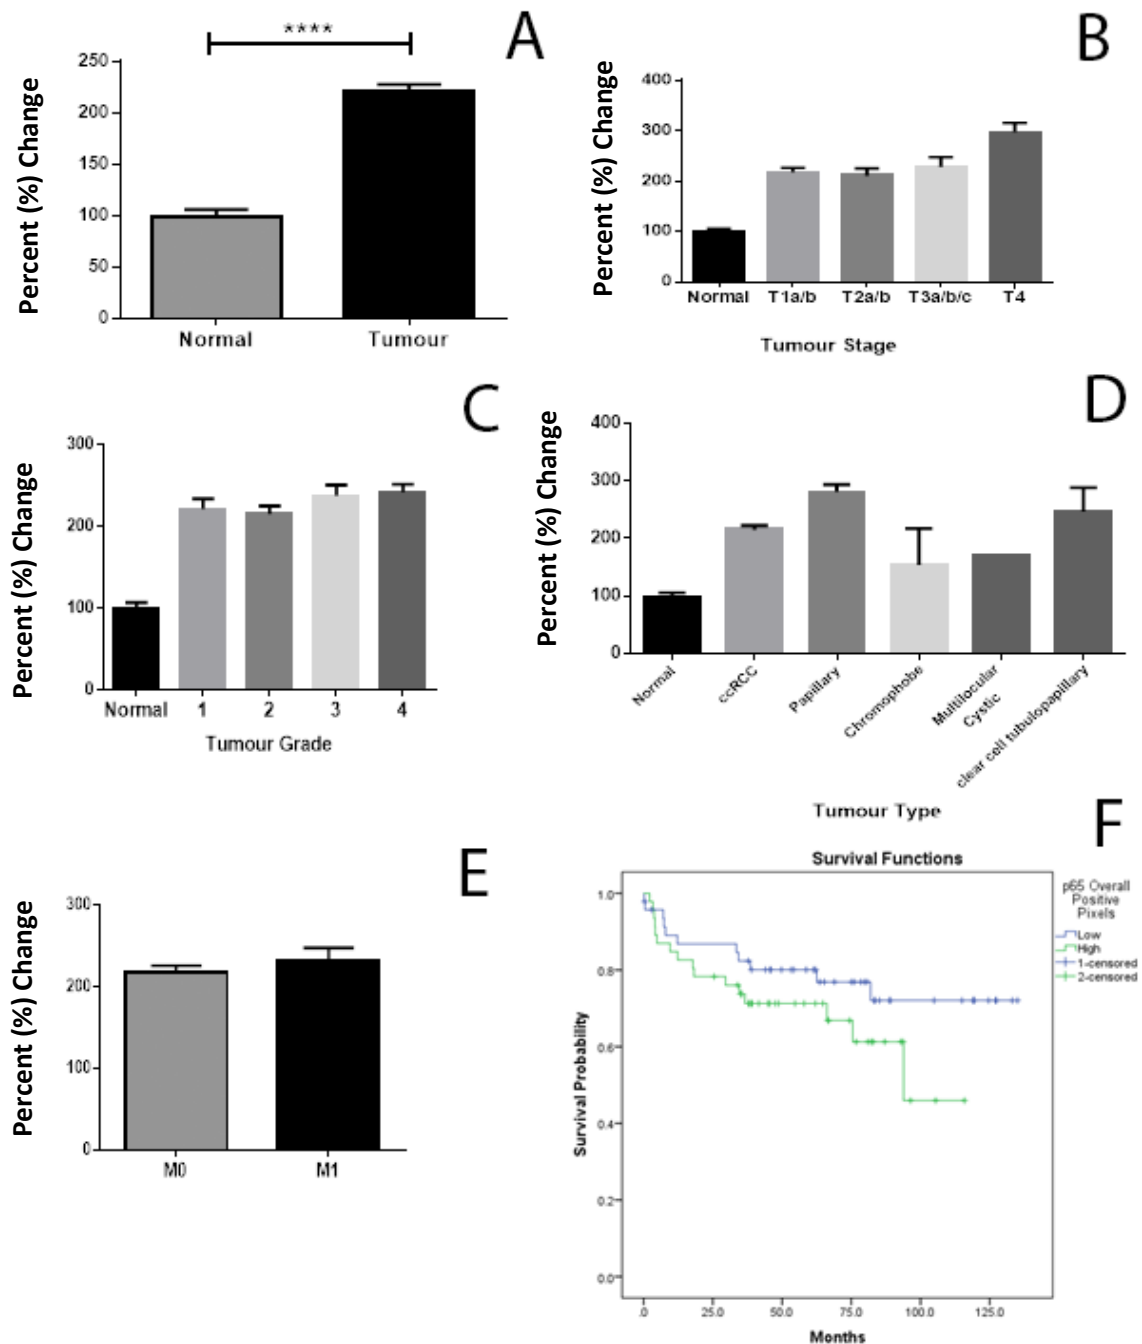 A
****
Percent (%) Change
250
200
150
100
50
0
Normal Tumour
B
Percent (%) Change
400
300
200
100
0
Normal T1a/b T2a/b T3a/b/c T4
Tumour Stage
C
Percent (%) Change
300
200
100
0
Normal 1 2 3 4
Tumour Grade
D
Percent (%) Change
400
300
200
100
0
Normal
ccRCC
Papillary
Chromophobe
Multilocular
Cystic
clear cell tubulopapillary
Tumour Type
E
Percent (%) Change
300
200
100
0
M0 M1
F
Survival Functions
Survival Probability
1.0
0.8
0.6
0.4
0.2
0.0
.0 25.0 50.0 75.0 100.0 125.0
Months
p65 Overall
Positive
Pixels
Low
High
1-censored
2-censored